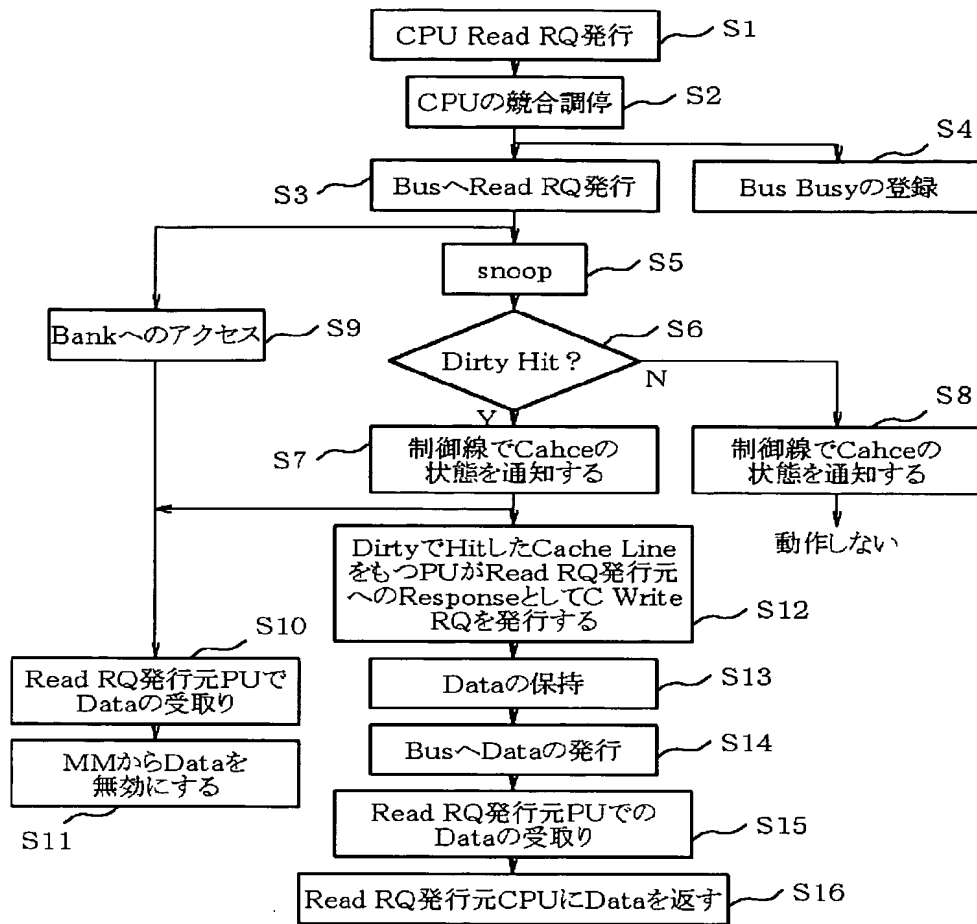 CPU Read RQ発行
S1
CPUの競合調停
S2
S4
BusへRead RQ発行
S3
Bus Busyの登録
snoop
S5
Bankへのアクセス
S9
S6
Dirty Hit？
N
Y
S8
制御線でCahceの
状態を通知する
S7
制御線でCahceの
状態を通知する
動作しない
DirtyでHitしたCache Line
をもつPUがRead RQ発行元
へのResponseとしてC Write
RQを発行する
S12
S10
Read RQ発行元PUで
Dataの受取り
Dataの保持
S13
MMからDataを
無効にする
S11
BusへDataの発行
S14
Read RQ発行元PUでの
Dataの受取り
S15
Read RQ発行元CPUにDataを返す
S16